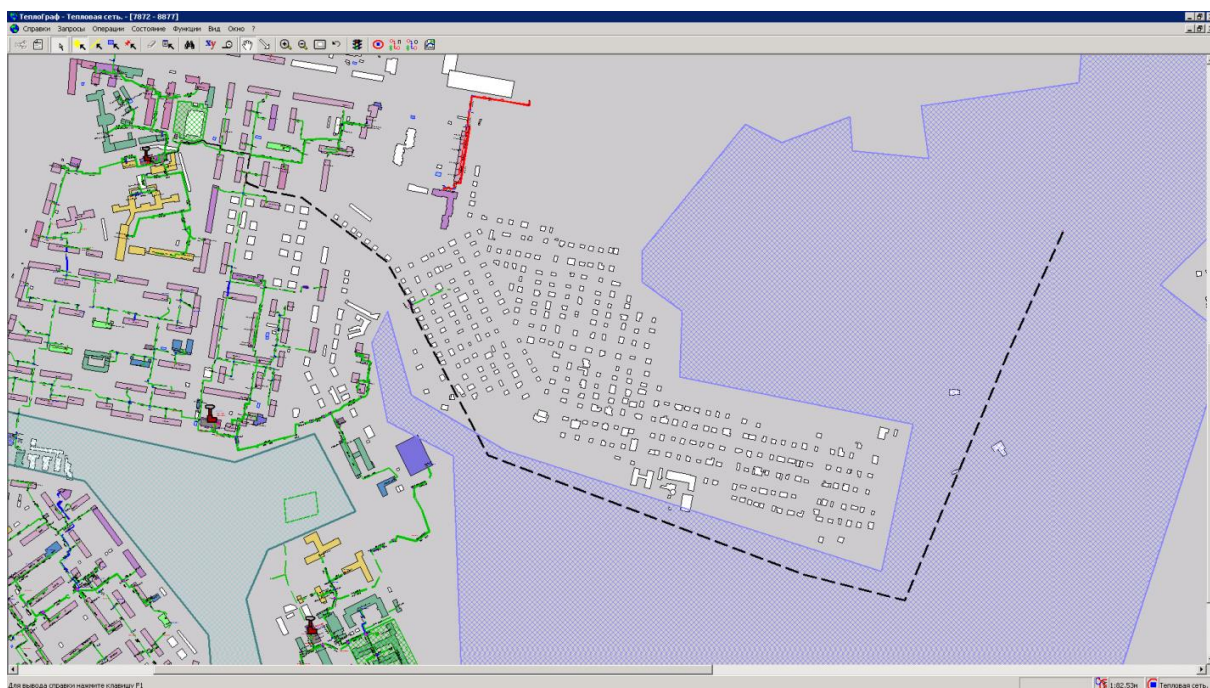 ТеплоГраф - Тепловая сеть. - [7872 - 8877]
Справки Запросы Операции Состояние Функции Вид Окно ?
Для вывода справки нажмите клавишу F1
1:82.53м Тепловая сеть.